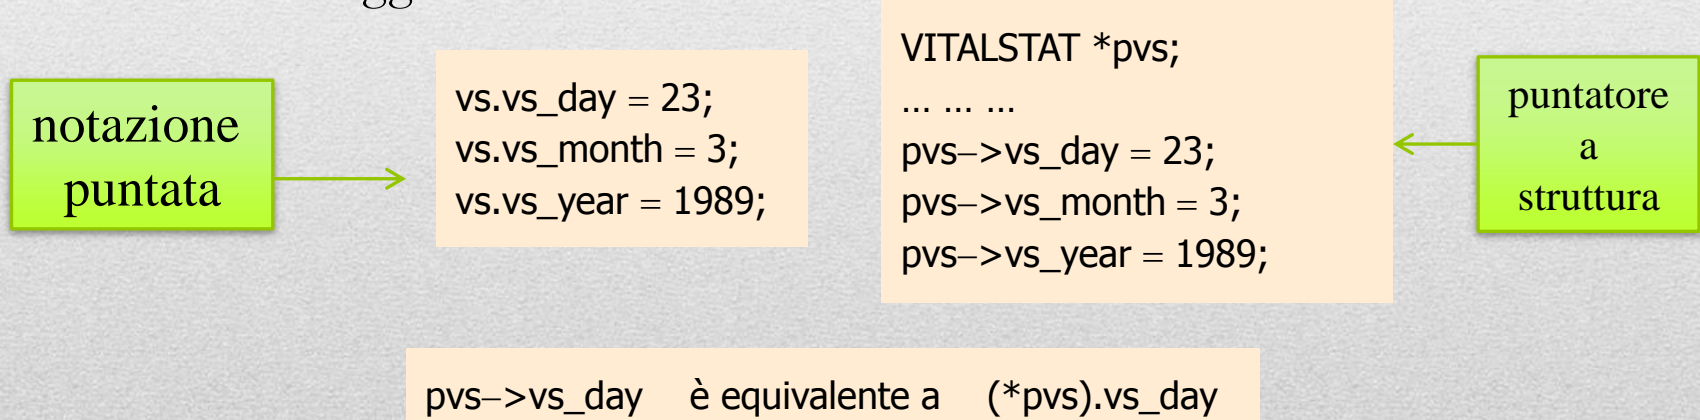 notazione
puntata
vs.vs_day = 23;
vs.vs_month = 3;
vs.vs_year = 1989;
VITALSTAT *pvs;
… … …
pvs–>vs_day = 23;
pvs–>vs_month = 3;
pvs–>vs_year = 1989;
puntatore
a
struttura
pvs–>vs_day è equivalente a (*pvs).vs_day